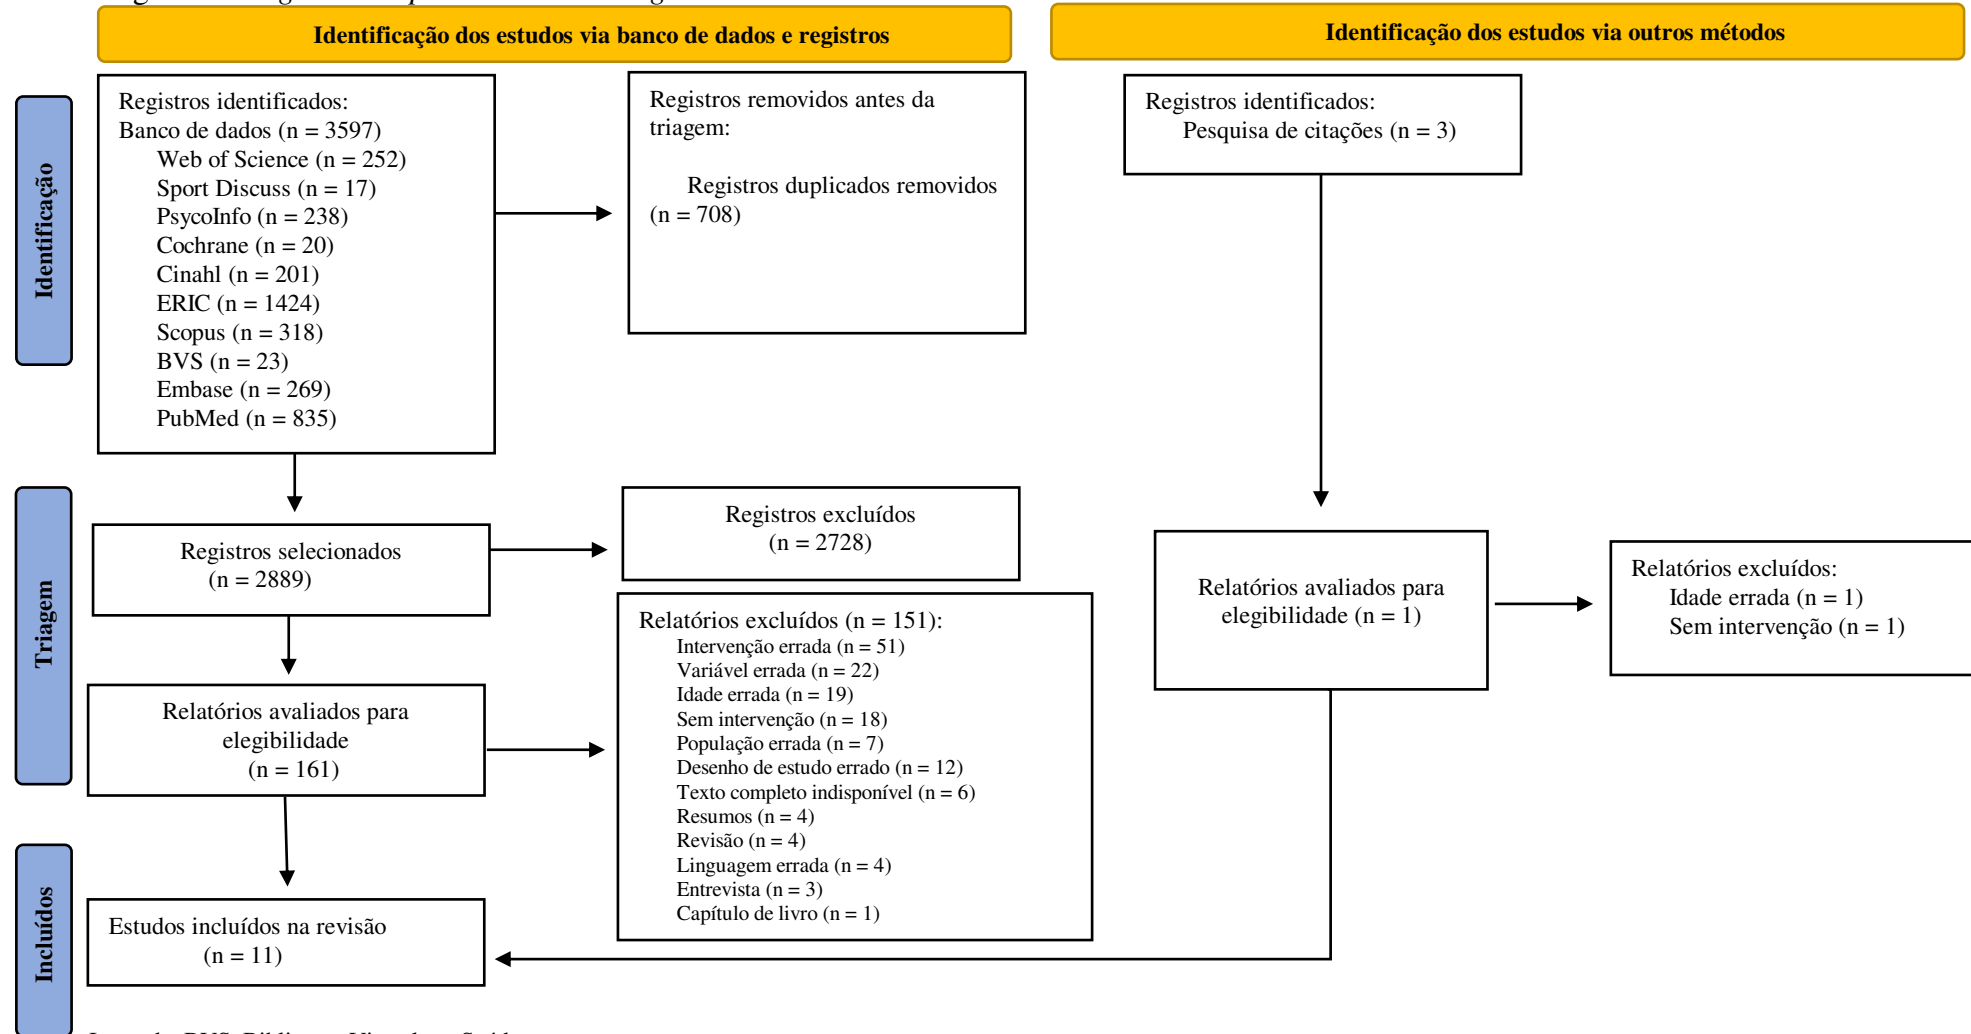 Identificação dos estudos via banco de dados e registros
Identificação dos estudos via outros métodos
Identificação
Registros identificados:
Banco de dados (n = 3597)
Web of Science (n = 252)
Sport Discuss (n = 17)
PsycoInfo (n = 238)
Cochrane (n = 20)
Cinahl (n = 201)
ERIC (n = 1424)
Scopus (n = 318)
BVS (n = 23)
Embase (n = 269)
PubMed (n = 835)
Registros removidos antes da
triagem:
Registros duplicados removidos
(n = 708)
Registros identificados:
Pesquisa de citações (n = 3)
Triagem
Registros selecionados
(n = 2889)
Registros excluídos
(n = 2728)
Relatórios avaliados para
elegibilidade
(n = 161)
Relatórios excluídos (n = 151):
Intervenção errada (n = 51)
Variável errada (n = 22)
Idade errada (n = 19)
Sem intervenção (n = 18)
População errada (n = 7)
Desenho de estudo errado (n = 12)
Texto completo indisponível (n = 6)
Resumos (n = 4)
Revisão (n = 4)
Linguagem errada (n = 4)
Entrevista (n = 3)
Capítulo de livro (n = 1)
Relatórios avaliados para
elegibilidade (n = 1)
Relatórios excluídos:
Idade errada (n = 1)
Sem intervenção (n = 1)
Incluídos
Estudos incluídos na revisão
(n = 11)